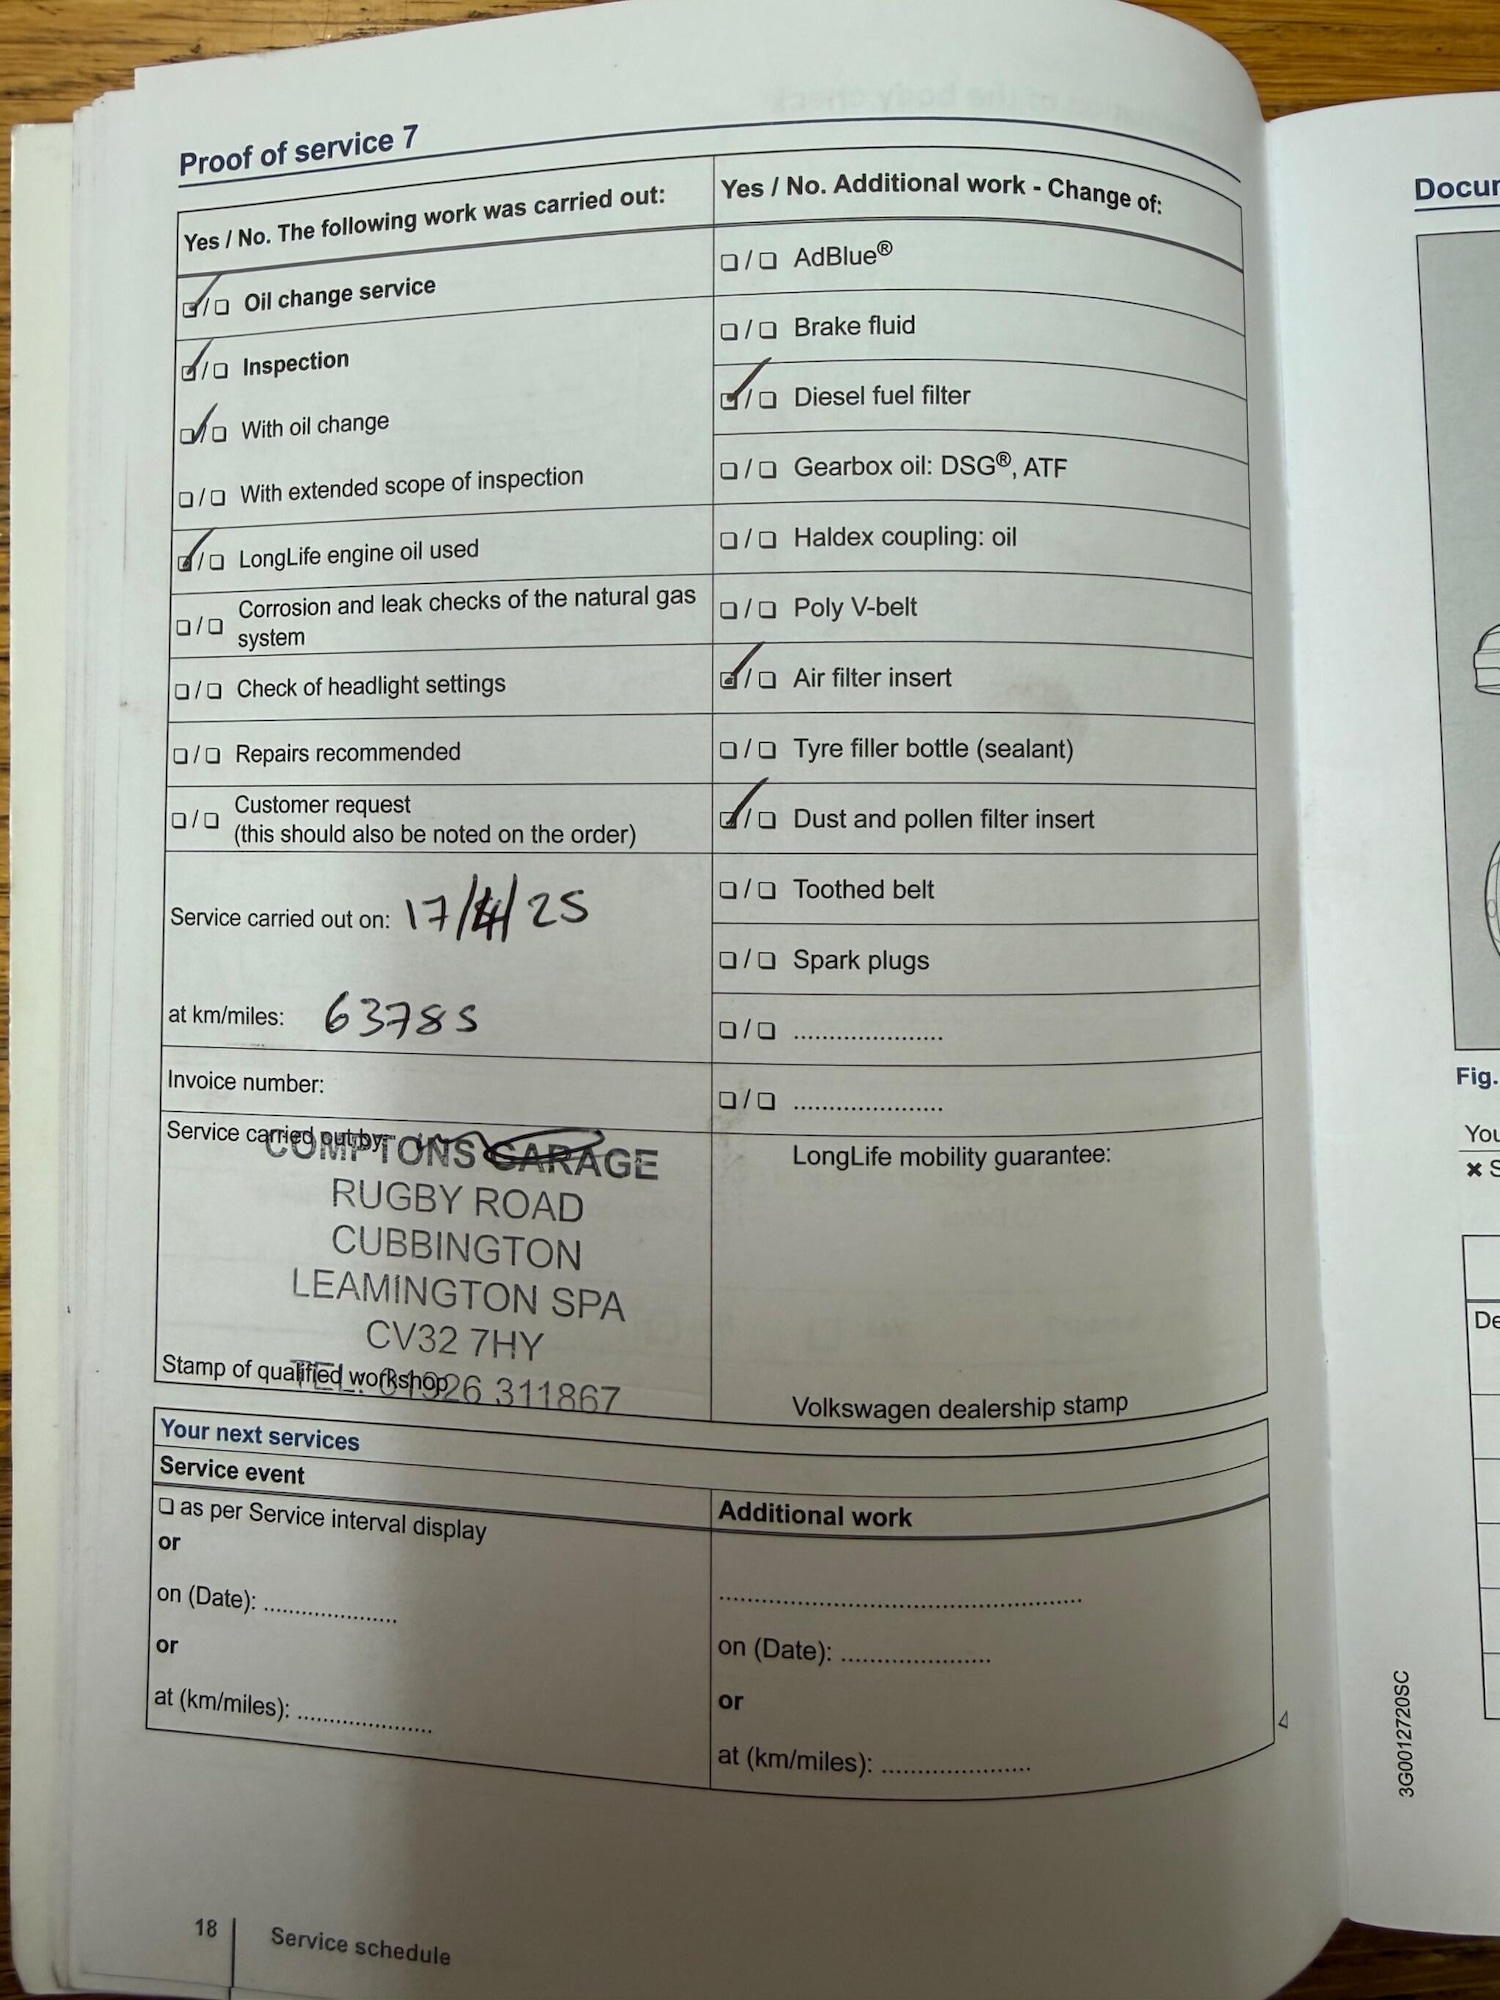 Proof of service 7
Yes / No. The following work was carried out:
☑/❏ Oil change service
☑/❏ Inspection
☑/❏ With oil change
❏/❏ With extended scope of inspection
☑/❏ LongLife engine oil used
❏/❏ Corrosion and leak checks of the natural gas
system
❏/❏ Check of headlight settings
❏/❏ Repairs recommended
❏/❏ Customer request
(this should also be noted on the order)
Service carried out on: 17/4/25
at km/miles: 63785
Invoice number:
Service carried out by:
COMPTONS GARAGE
RUGBY ROAD
CUBBINGTON
LEAMINGTON SPA
CV32 7HY
TEL: 01926 311867
Stamp of qualified workshop
Yes / No. Additional work - Change of:
❏/❏ AdBlue®
❏/❏ Brake fluid
☑/❏ Diesel fuel filter
❏/❏ Gearbox oil: DSG®, ATF
❏/❏ Haldex coupling: oil
❏/❏ Poly V-belt
☑/❏ Air filter insert
❏/❏ Tyre filler bottle (sealant)
☑/❏ Dust and pollen filter insert
❏/❏ Toothed belt
❏/❏ Spark plugs
❏/❏ .....................
❏/❏ .....................
LongLife mobility guarantee:
Volkswagen dealership stamp
Your next services
Service event
❏ as per Service interval display
or
on (Date): ...................
or
at (km/miles): ...................
Additional work
....................................................
on (Date): .....................
or
at (km/miles): .....................
18
Service schedule
Docum
Fig.
You
× S
De
3G0012720SC